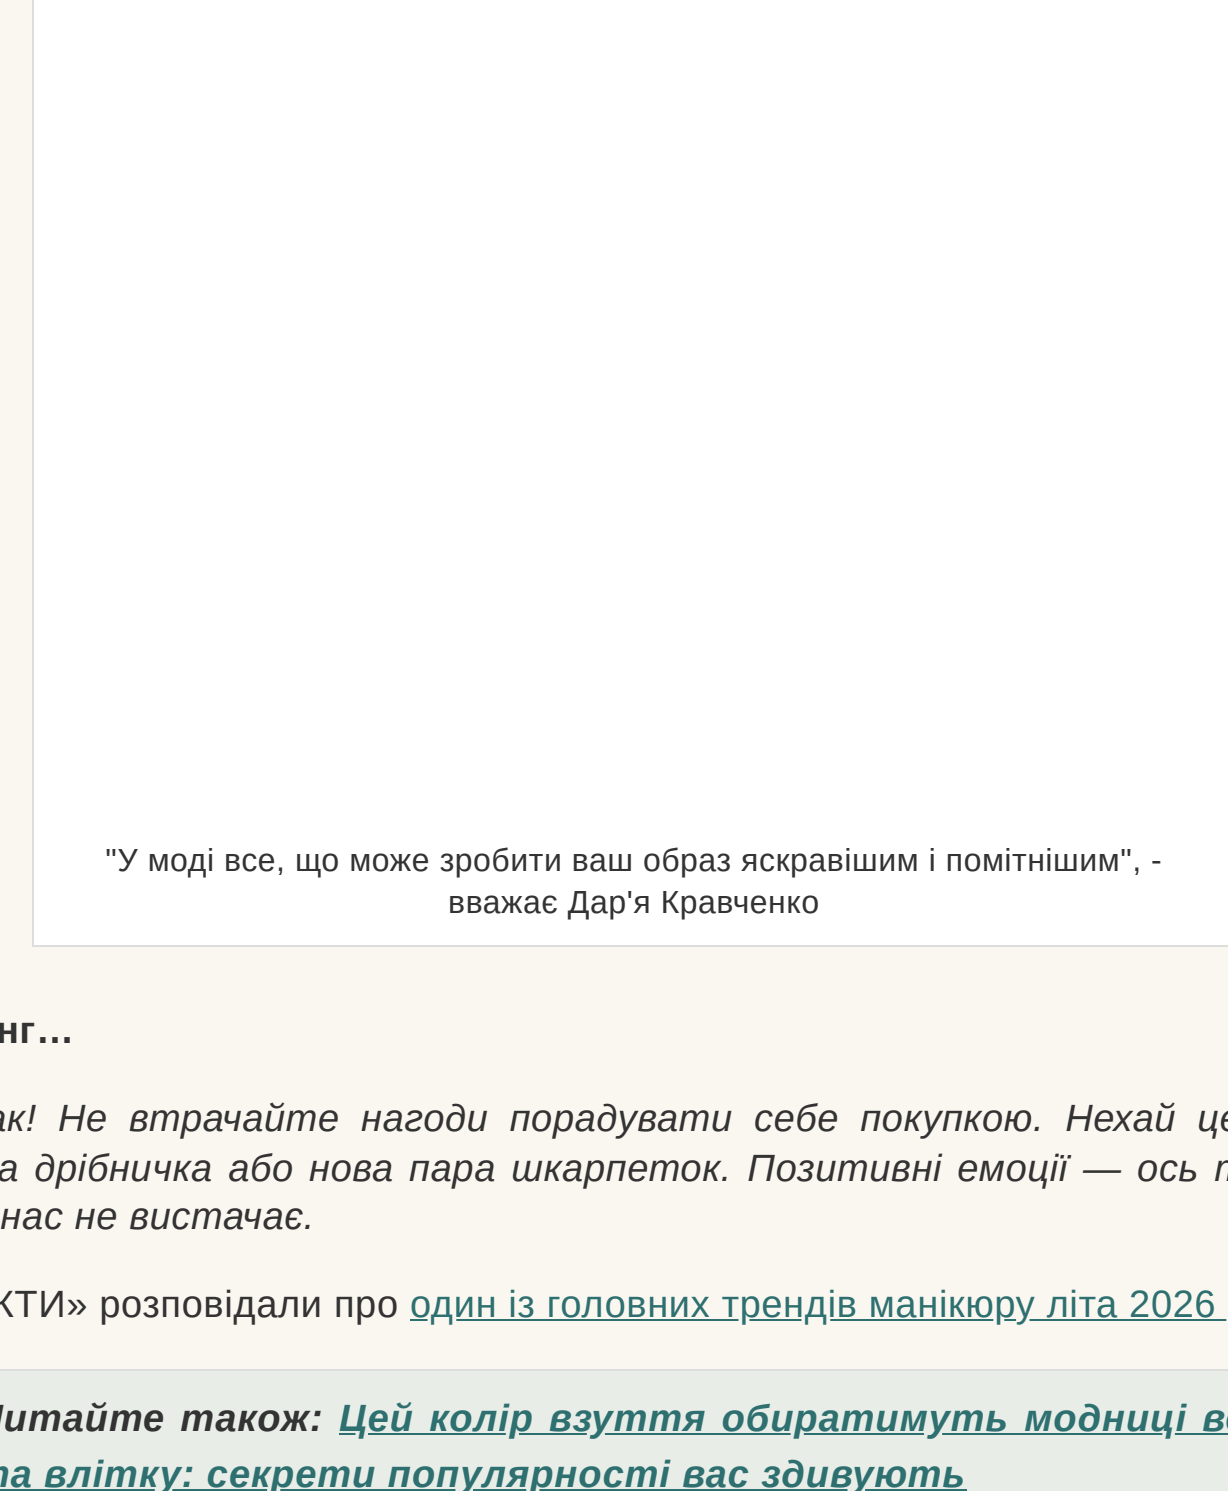 "У моді все, що може зробити ваш образ яскравішим і помітнішим", -
вважає Дар'я Кравченко
нг…
ак! Не втрачайте нагоди порадувати себе покупкою. Нехай це
а дрібничка або нова пара шкарпеток. Позитивні емоції — ось
нас не вистачає.
КТИ» розповідали про один із головних трендів манікюру літа 2026
Читайте також: Цей колір взуття обиратимуть модниці
та влітку: секрети популярності вас здивують